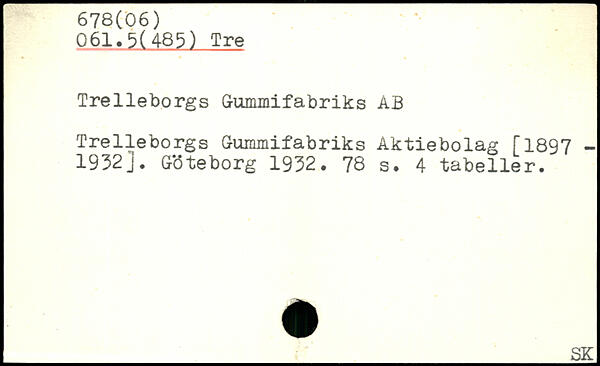 678(06)
061.5(485) Tre
Trelleborgs Gummifabriks AB
Trelleborgs Gummifabriks Aktiebolag [1897 -
1932]. Göteborg 1932. 78 s. 4 tabeller.
SK